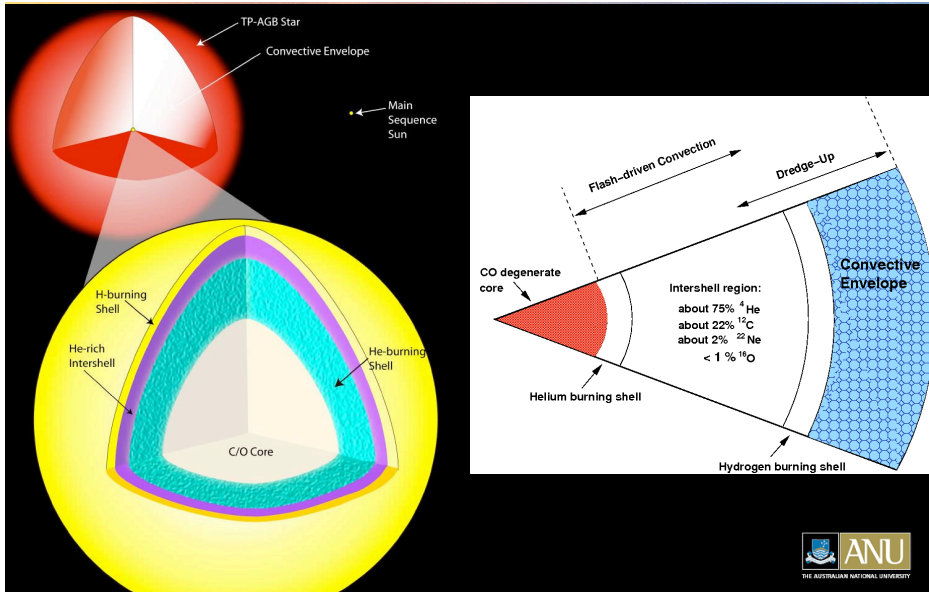 TP-AGB Star
Convective Envelope
Main
Sequence
Sun
H-burning
Shell
He-rich
Intershell
He-burning
Shell
C/O Core
Flash-driven Convection
Dredge-Up
CO degenerate
core
Intershell region:
about 75% ⁴He
about 22% ¹²C
about 2% ²²Ne
< 1 % ¹⁶O
Convective
Envelope
Helium burning shell
Hydrogen burning shell
ANU
THE AUSTRALIAN NATIONAL UNIVERSITY